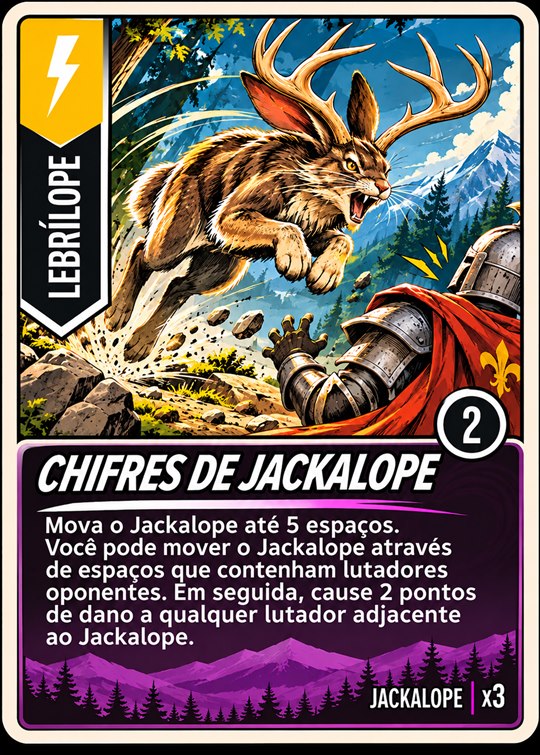 LEBRÍLOPE
2
CHIFRES DE JACKALOPE
Mova o Jackalope até 5 espaços.
Você pode mover o Jackalope através
de espaços que contenham lutadores
oponentes. Em seguida, cause 2 pontos
de dano a qualquer lutador adjacente
ao Jackalope.
JACKALOPE | x3